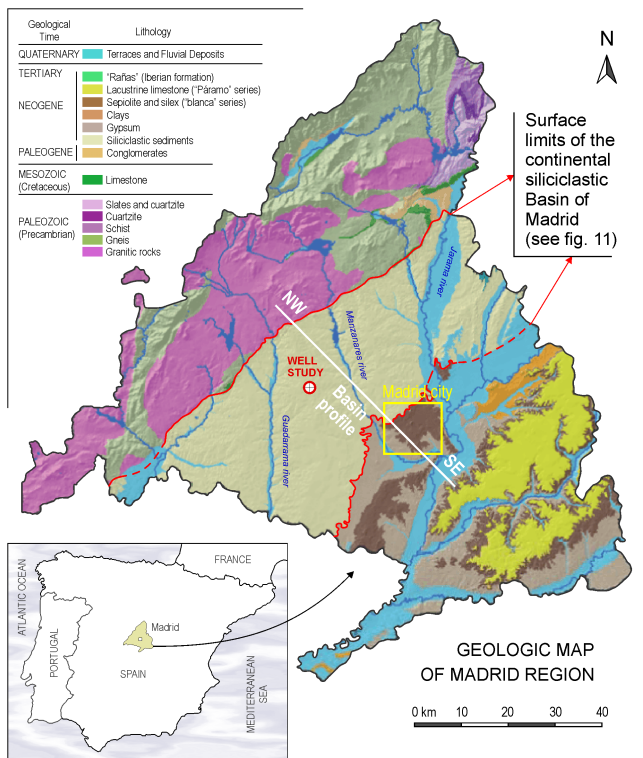 Geological
Time
Lithology
QUATERNARY
Terraces and Fluvial Deposits
TERTIARY
"Rañas" (Iberian formation)
Lacustrine limestone ("Páramo" series)
NEOGENE
Sepiolite and silex ("blanca" series)
Clays
Gypsum
Siliciclastic sediments
PALEOGENE
Conglomerates
MESOZOIC
(Cretaceous)
Limestone
PALEOZOIC
(Precambrian)
Slates and cuartzite
Cuartzite
Schist
Gneis
Granitic rocks
N
Surface
limits of the
continental
siliciclastic
Basin of
Madrid
(see fig. 11)
Jarama river
NW
Manzanares river
WELL
STUDY
Madrid city
Basin
profile
Guadarrama river
SE
ATLANTIC OCEAN
FRANCE
PORTUGAL
Madrid
SPAIN
MEDITERRANEAN
SEA
GEOLOGIC MAP
OF MADRID REGION
0 km 10 20 30 40